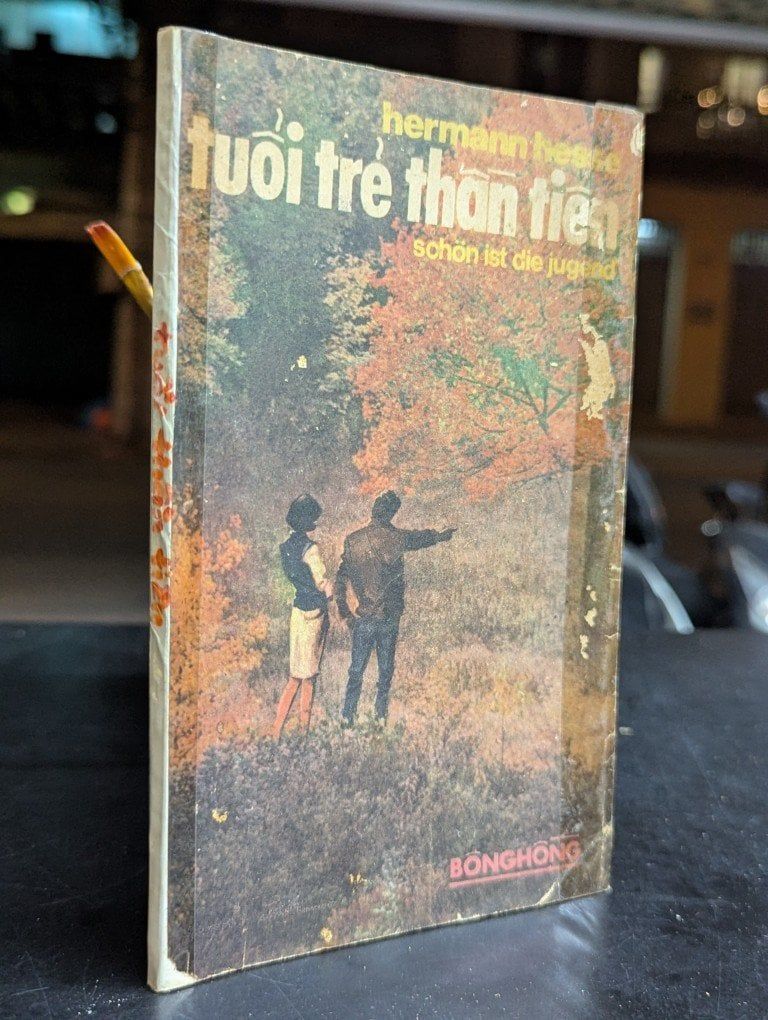 hermann hesse
tuổi trẻ thần tiên
schön ist die jugend
BÔNGHỒNG